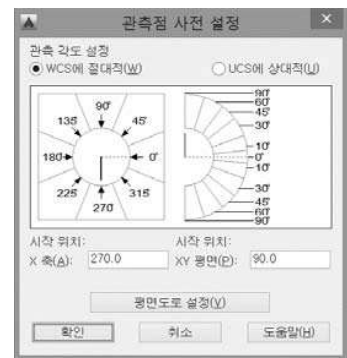 관측점 사전 설정
관측 각도 설정
WCS에 절대적(W) UCS에 상대적(U)
90°
135° 45°
180° 0°
225° 315°
270°
90°
60°
45°
30°
10°
0°
-10°
-30°
-45°
-60°
-90°
시작 위치: 시작 위치:
X 축(A): 270.0 XY 평면(P): 90.0
평면도로 설정(V)
확인 취소 도움말(H)